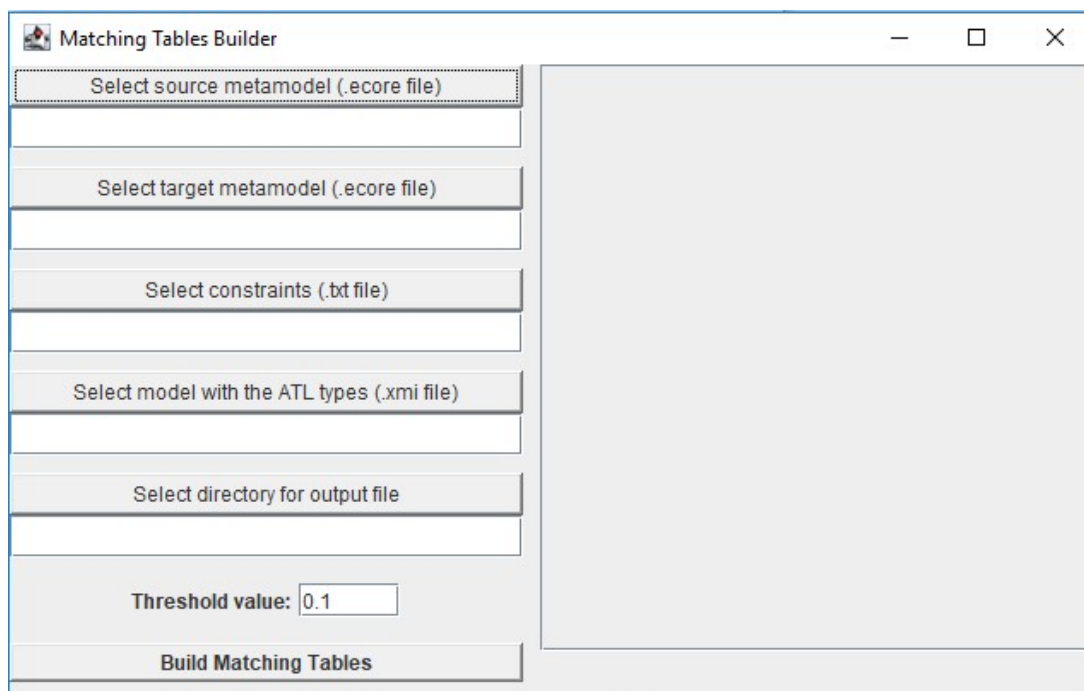 Matching Tables Builder
Select source metamodel (.ecore file)
Select target metamodel (.ecore file)
Select constraints (.txt file)
Select model with the ATL types (.xmi file)
Select directory for output file
Threshold value: 0.1
Build Matching Tables